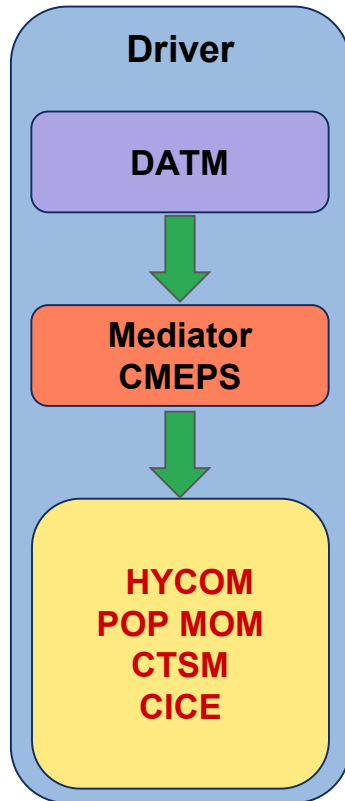 Driver
DATM
Mediator
CMEPS
HYCOM
POP MOM
CTSM
CICE